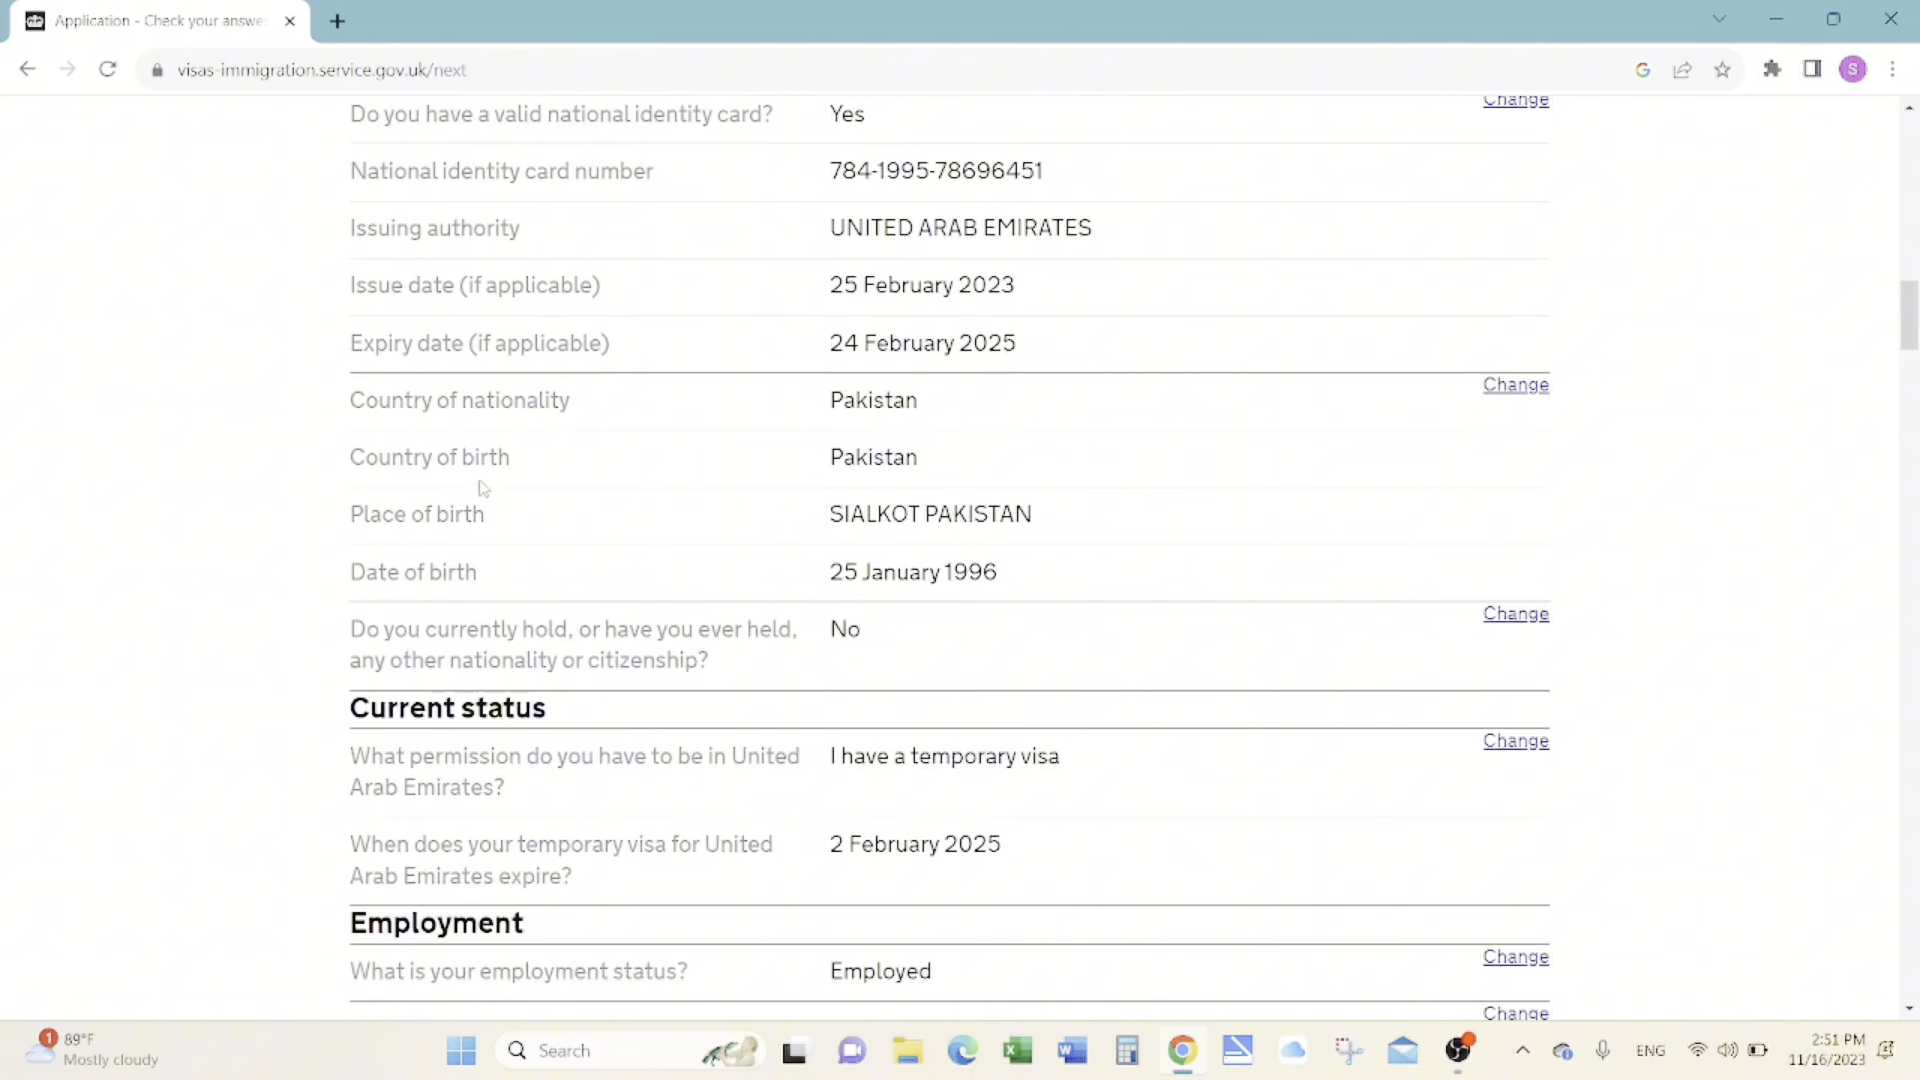 Application - Check your answe
visas-immigration.service.gov.uk/next
S
Change
Do you have a valid national identity card? Yes
National identity card number 784-1995-78696451
Issuing authority UNITED ARAB EMIRATES
Issue date (if applicable) 25 February 2023
Expiry date (if applicable) 24 February 2025
Change
Country of nationality Pakistan
Country of birth Pakistan
Place of birth SIALKOT PAKISTAN
Date of birth 25 January 1996
Change
Do you currently hold, or have you ever held, No
any other nationality or citizenship?
Current status
Change
What permission do you have to be in United I have a temporary visa
Arab Emirates?
When does your temporary visa for United 2 February 2025
Arab Emirates expire?
Employment
Change
What is your employment status? Employed
Change
1
89°F
Mostly cloudy
Search
ENG
2:51 PM
11/16/2023